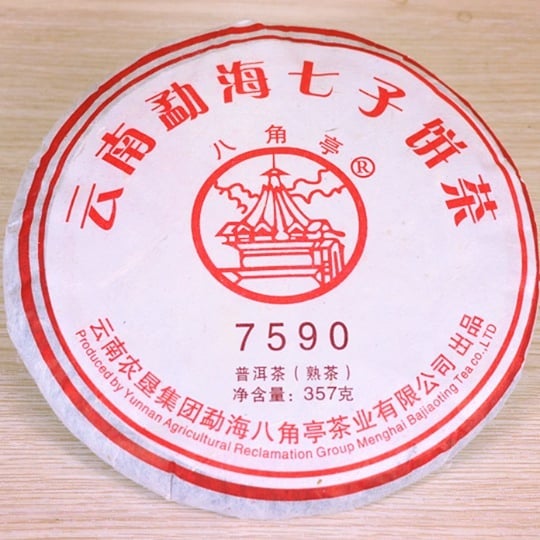 云南勐海七子饼茶
八角亭®
7590
普洱茶（熟茶）
净含量：357克
云南农垦集团勐海八角亭茶业有限公司 出品
Produced by Yunnan Agricultural Reclamation Group Menghai Bajiaoting Tea co.,LTD